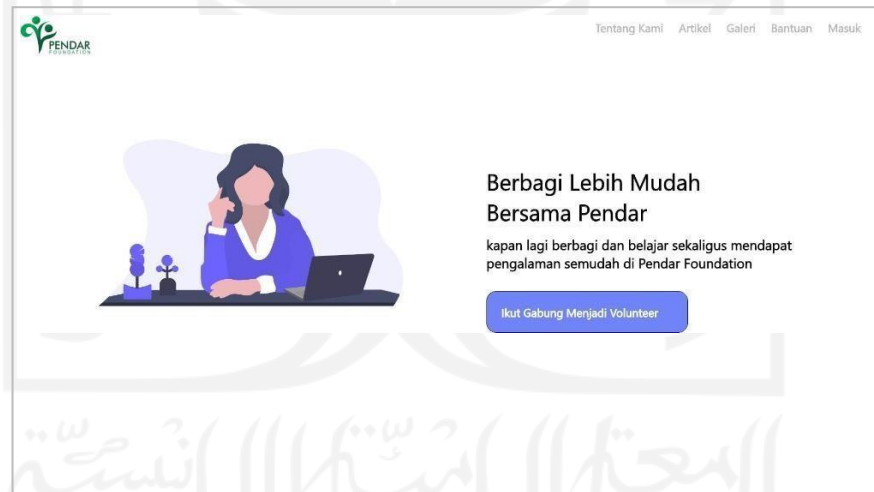 PENDAR
FOUNDATION
Tentang Kami Artikel Galeri Bantuan Masuk
Berbagi Lebih Mudah
Bersama Pendar
kapan lagi berbagi dan belajar sekaligus mendapat
pengalaman semudah di Pendar Foundation
Ikut Gabung Menjadi Volunteer